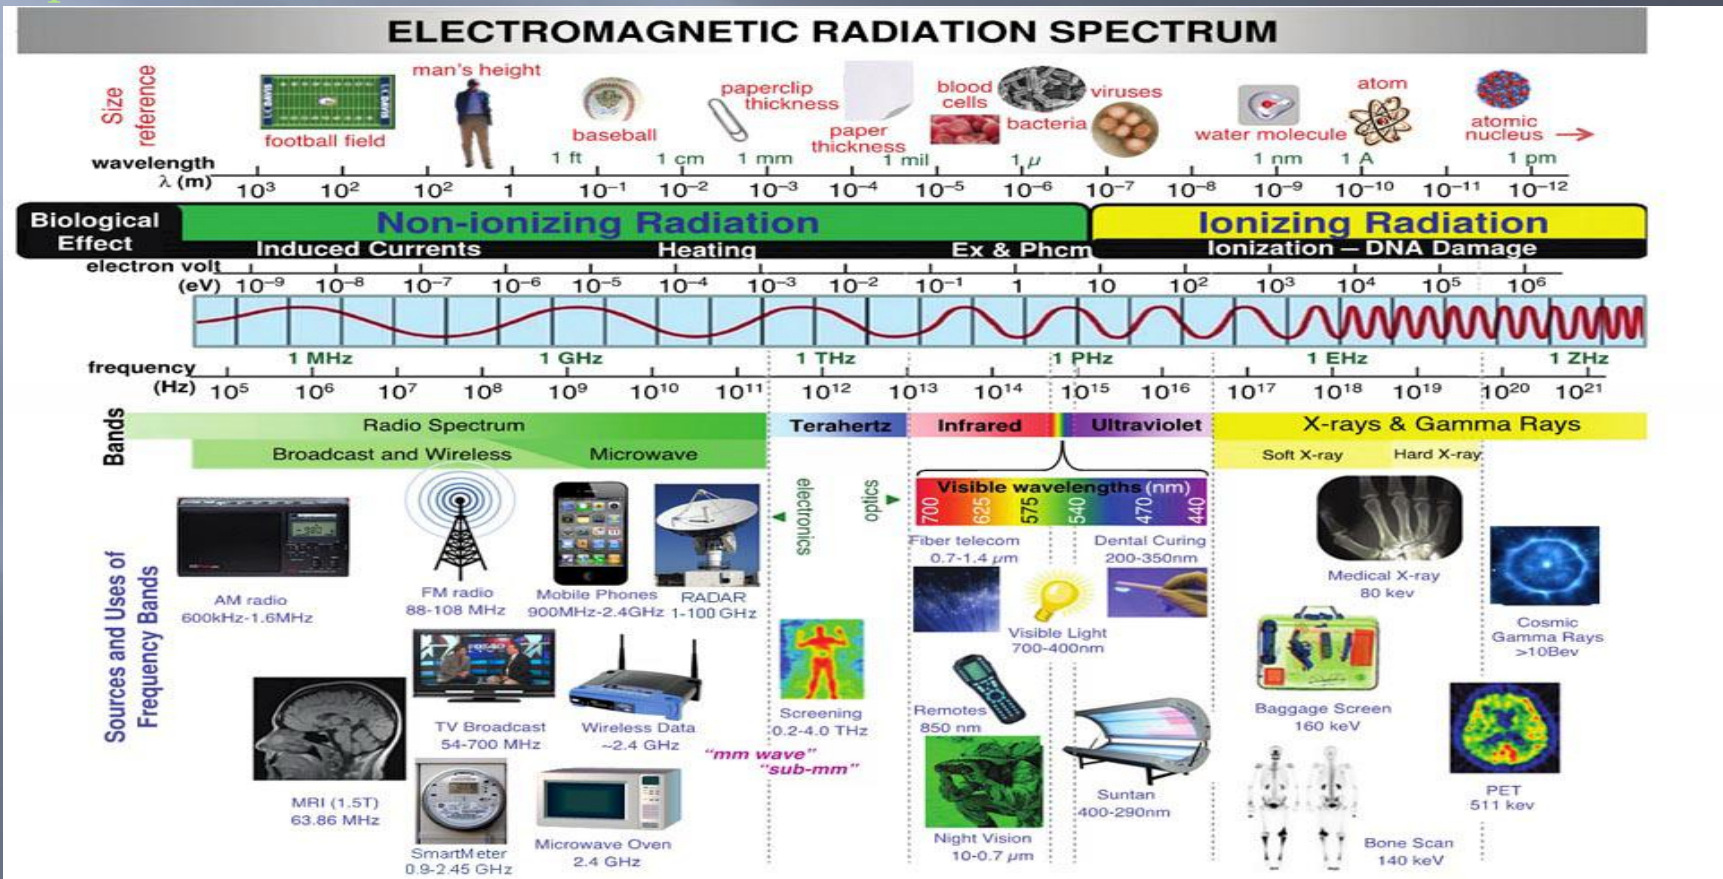 ELECTROMAGNETIC RADIATION SPECTRUM
Size
reference
football field
man's height
baseball
paperclip
thickness
paper
thickness
blood
cells
bacteria
viruses
water molecule
atom
atomic
nucleus
wavelength
λ (m)
1 ft 1 cm 1 mm 1 mil 1 µ 1 nm 1 A 1 pm
10³ 10² 10² 1 10⁻¹ 10⁻² 10⁻³ 10⁻⁴ 10⁻⁵ 10⁻⁶ 10⁻⁷ 10⁻⁸ 10⁻⁹ 10⁻¹⁰ 10⁻¹¹ 10⁻¹²
Biological
Effect
Non-ionizing Radiation Ionizing Radiation
Induced Currents Heating Ex & Phcm Ionization – DNA Damage
electron volt
(eV) 10⁻⁹ 10⁻⁸ 10⁻⁷ 10⁻⁶ 10⁻⁵ 10⁻⁴ 10⁻³ 10⁻² 10⁻¹ 1 10 10² 10³ 10⁴ 10⁵ 10⁶
1 MHz 1 GHz 1 THz 1 PHz 1 EHz 1 ZHz
frequency
(Hz) 10⁵ 10⁶ 10⁷ 10⁸ 10⁹ 10¹⁰ 10¹¹ 10¹² 10¹³ 10¹⁴ 10¹⁵ 10¹⁶ 10¹⁷ 10¹⁸ 10¹⁹ 10²⁰ 10²¹
Bands
Radio Spectrum Terahertz Infrared Ultraviolet X-rays & Gamma Rays
Broadcast and Wireless Microwave Soft X-ray Hard X-ray
electronics
optics
Visible wavelengths (nm)
700 625 575 540 470 440
Sources and Uses of
Frequency Bands
AM radio
600kHz-1.6MHz
FM radio
88-108 MHz
Mobile Phones
900MHz-2.4GHz
RADAR
1-100 GHz
Fiber telecom
0.7-1.4 µm
Dental Curing
200-350nm
Medical X-ray
80 kev
Cosmic
Gamma Rays
>10Bev
Visible Light
700-400nm
TV Broadcast
54-700 MHz
Wireless Data
~2.4 GHz
Screening
0.2-4.0 THz
"mm wave"
"sub-mm"
Remotes
850 nm
Baggage Screen
160 keV
MRI (1.5T)
63.86 MHz
SmartMeter
0.9-2.45 GHz
Microwave Oven
2.4 GHz
Night Vision
10-0.7 µm
Suntan
400-290nm
PET
511 kev
Bone Scan
140 keV